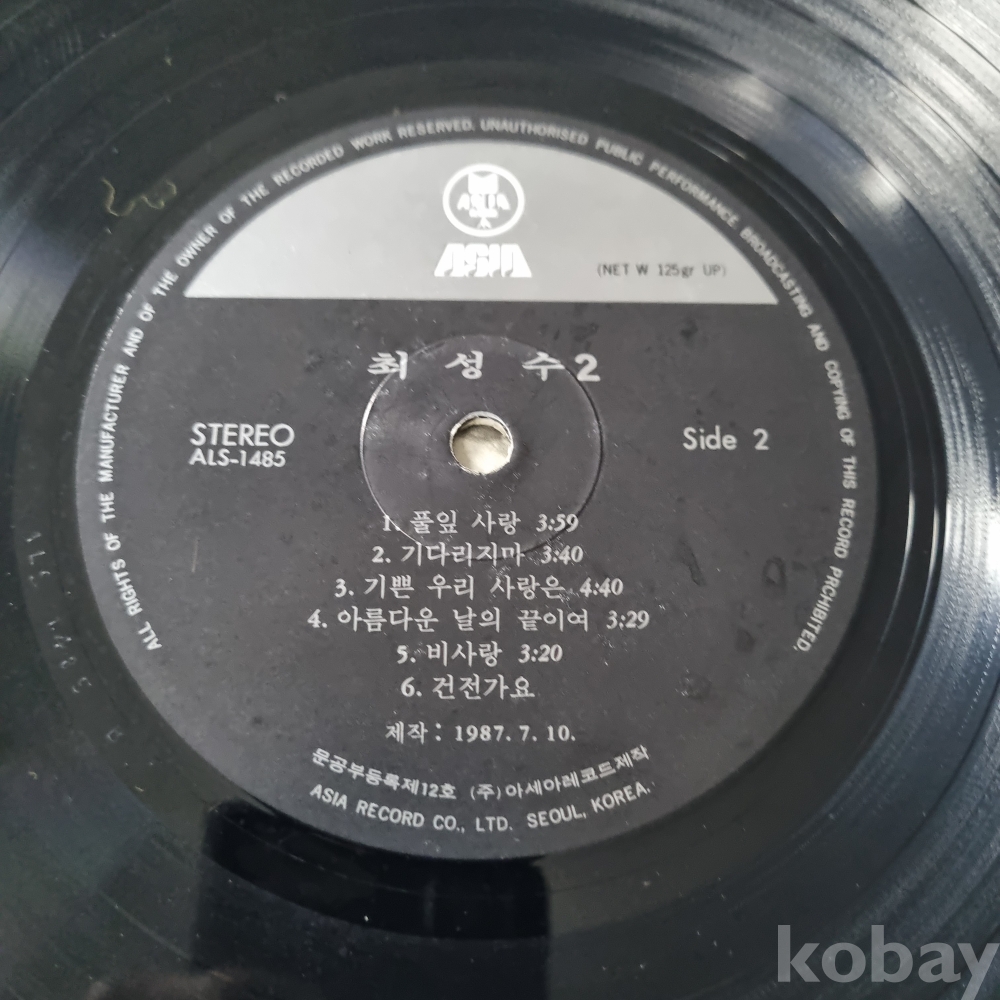 ALL RIGHTS OF THE MANUFACTURER AND OF THE OWNER OF THE RECORDED WORK RESERVED. UNAUTHORISED PUBLIC PERFORMANCE BROADCASTING AND COPYING OF THIS RECORD PROHIBITED.
ASIA
ASIA
(NET W 125gr UP)
최 성 수 2
STEREO
ALS-1485
Side 2
1. 풀잎 사랑 3:59
2. 기다리지마 3:40
3. 기쁜 우리 사랑은 4:40
4. 아름다운 날의 끝이여 3:29
5. 비사랑 3:20
6. 건전가요
제작: 1987. 7. 10.
문공부등록제12호 (주)아세아레코드제작
ASIA RECORD CO., LTD. SEOUL, KOREA.
kobay